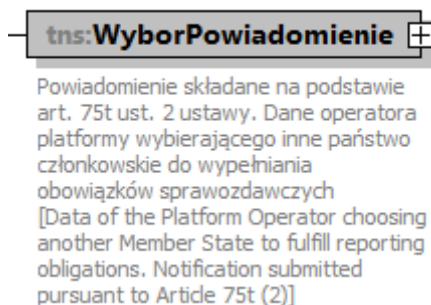 tns:WyborPowiadomienie
Powiadomienie składane na podstawie
art. 75t ust. 2 ustawy. Dane operatora
platformy wybierającego inne państwo
członkowskie do wypełniania
obowiązków sprawozdawczych
[Data of the Platform Operator choosing
another Member State to fulfill reporting
obligations. Notification submitted
pursuant to Article 75t (2)]